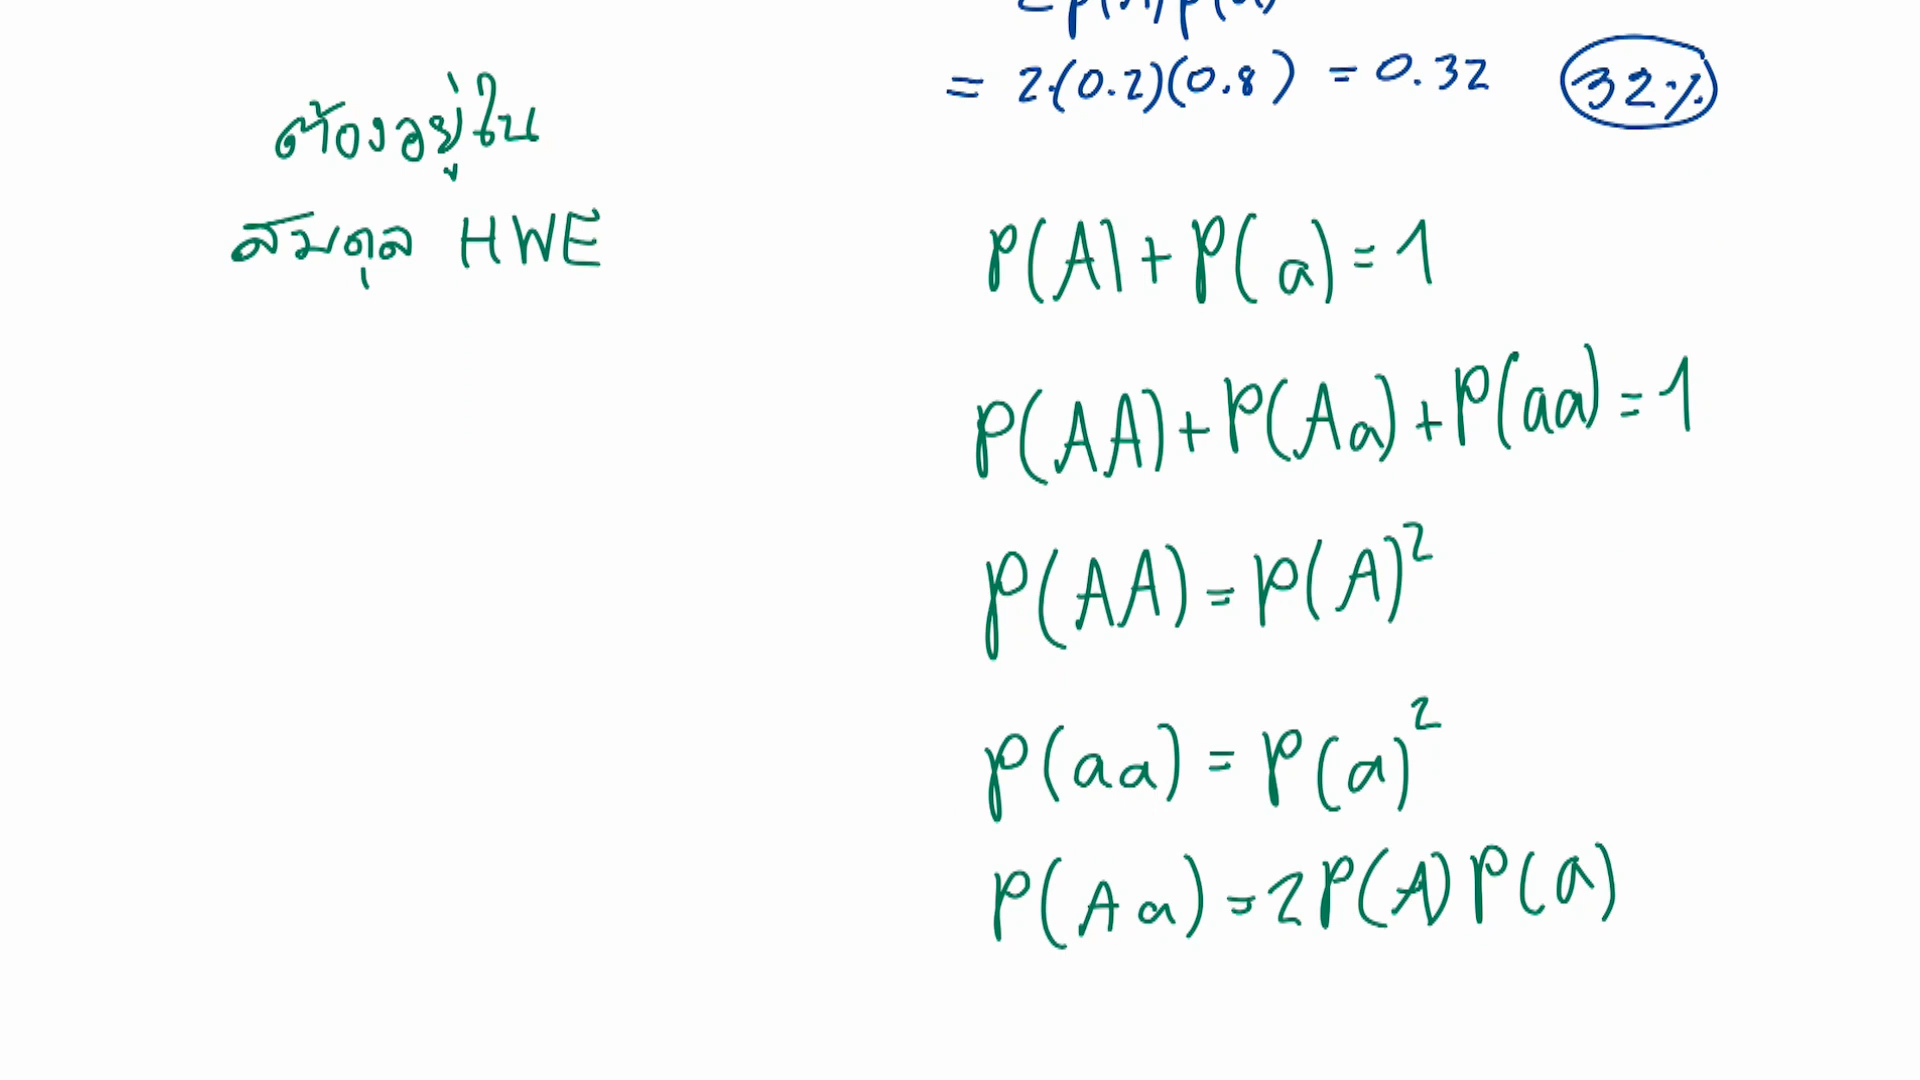 2p(A)p(a)
= 2·(0.2)(0.8) = 0.32 32%
ต้องอยู่ใน
สมดุล HWE
P(A)+P(a)=1
P(AA)+P(Aa)+P(aa)=1
P(AA)=P(A)²
P(aa)=P(a)²
P(Aa)=2P(A)P(a)